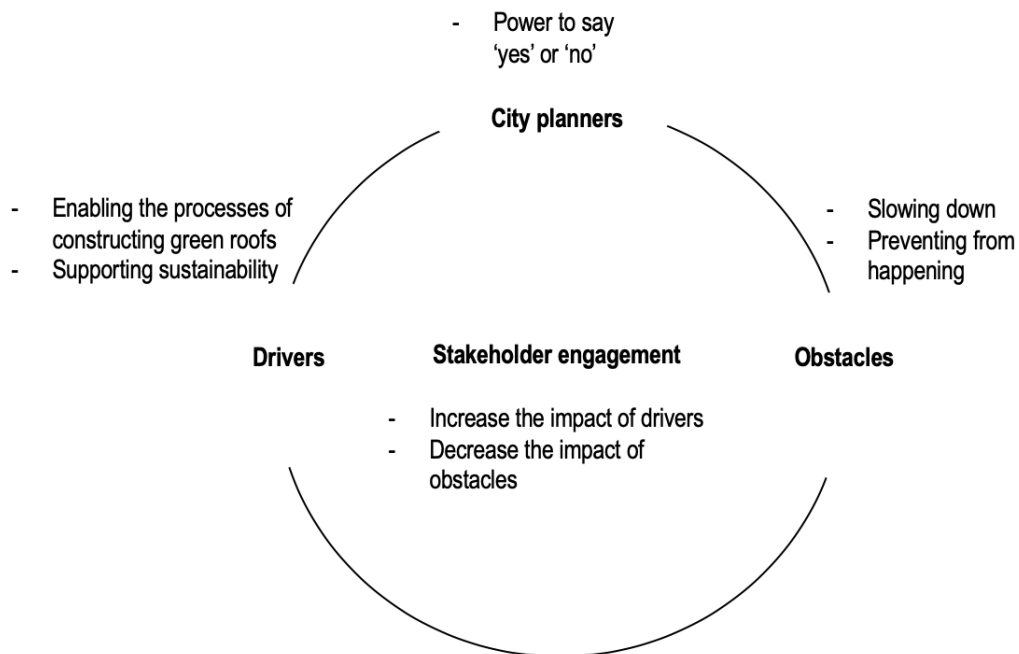 - Power to say
‘yes’ or ‘no’
City planners
- Enabling the processes of
constructing green roofs
- Supporting sustainability
- Slowing down
- Preventing from
happening
Drivers
Stakeholder engagement
Obstacles
- Increase the impact of drivers
- Decrease the impact of
obstacles